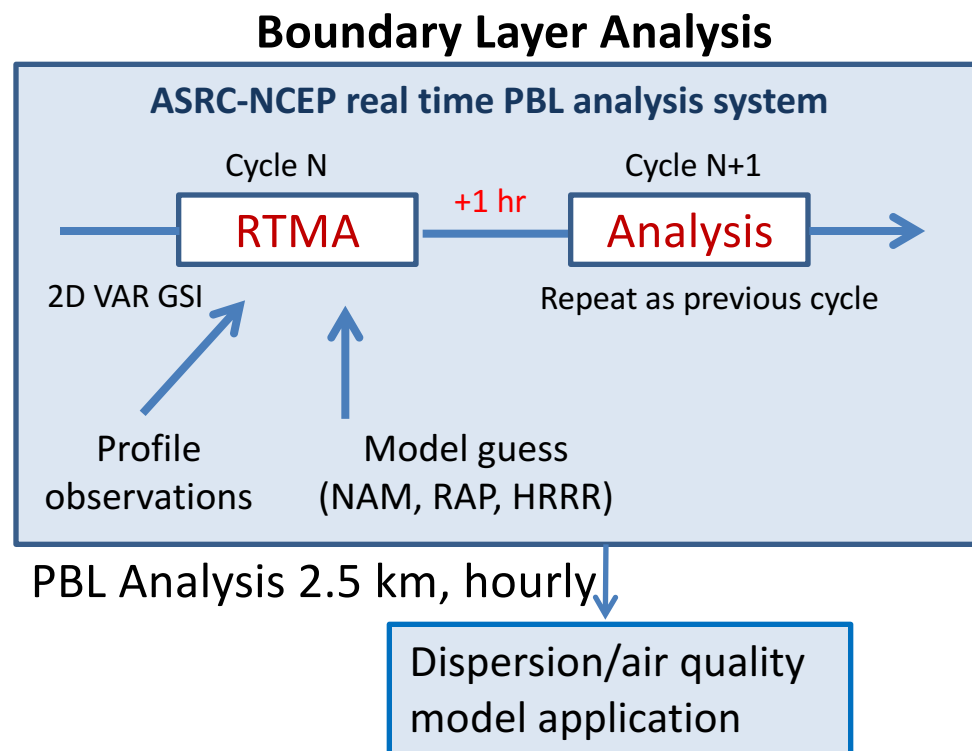 Boundary Layer Analysis
ASRC-NCEP real time PBL analysis system
Cycle N
Cycle N+1
RTMA
+1 hr
Analysis
2D VAR GSI
Repeat as previous cycle
Profile
observations
Model guess
(NAM, RAP, HRRR)
PBL Analysis 2.5 km, hourly
Dispersion/air quality
model application